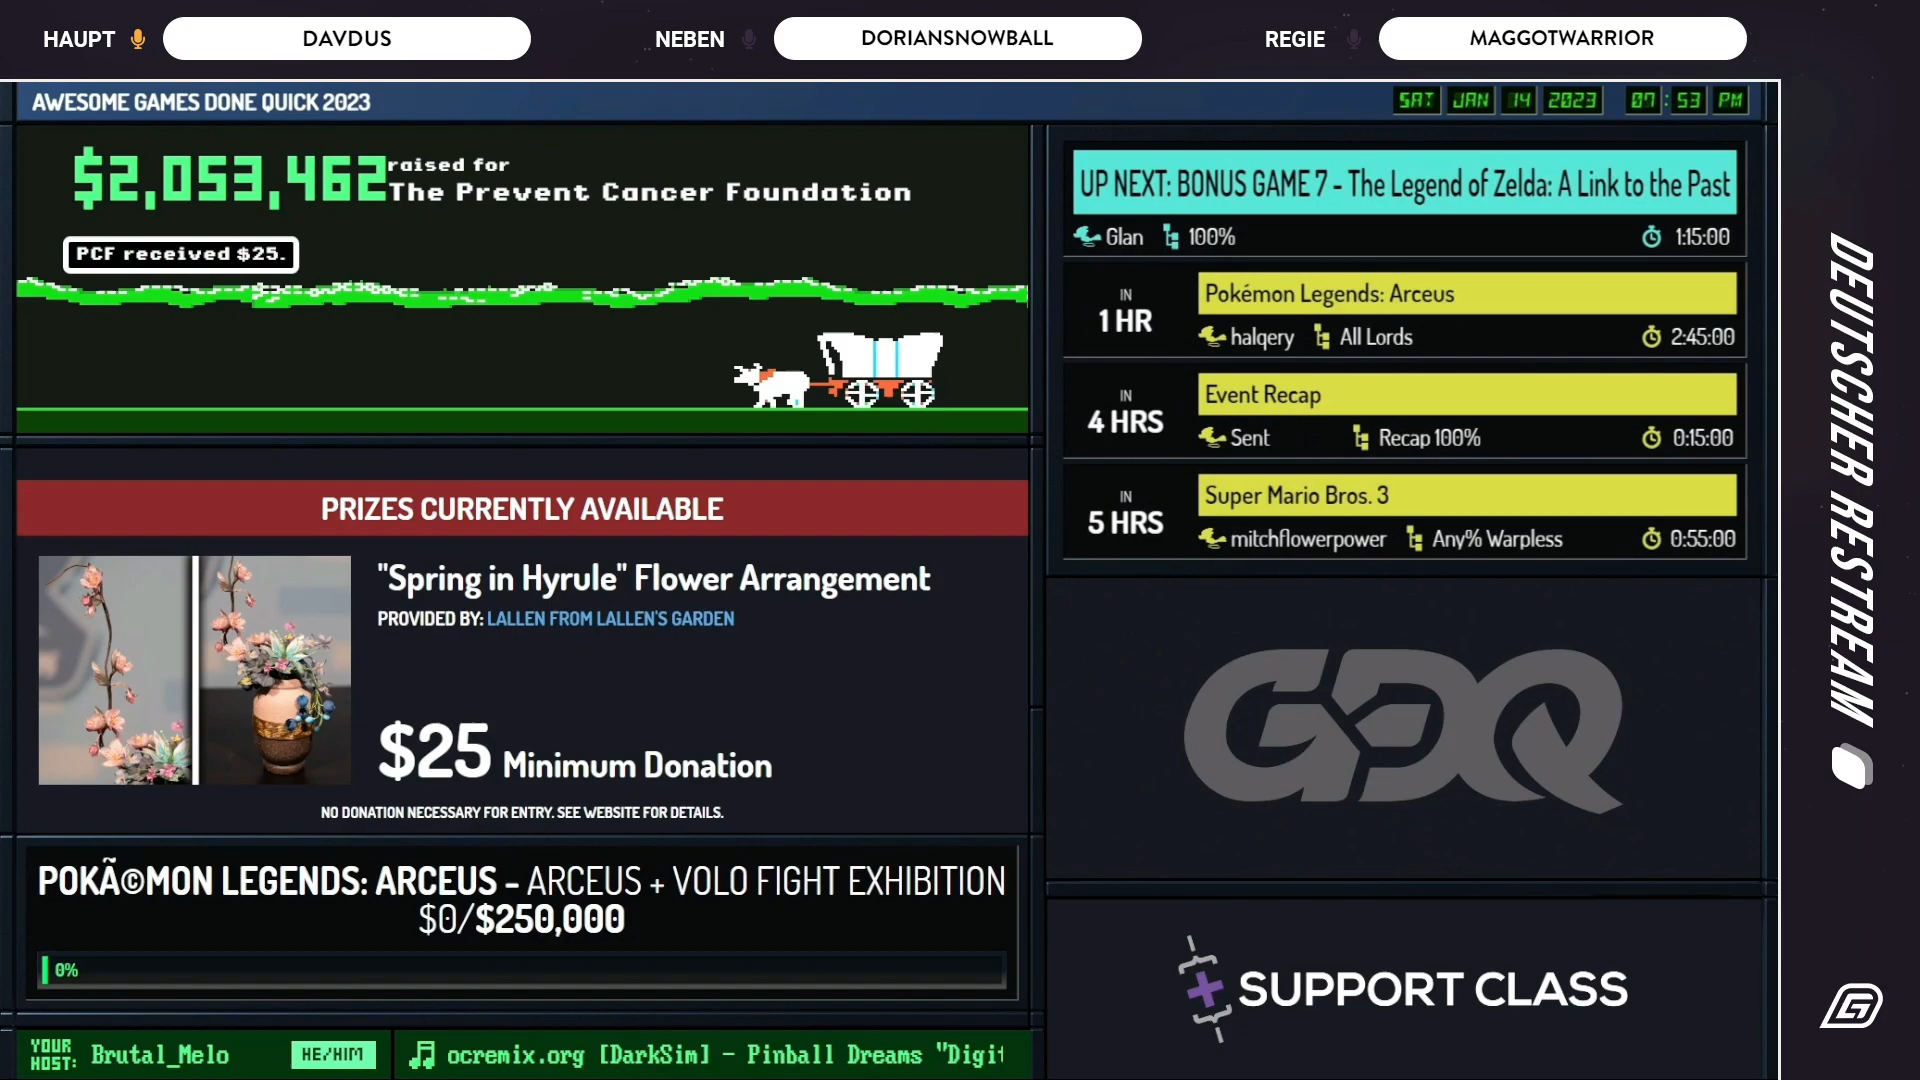 HAUPT DAVDUS NEBEN DORIANSNOWBALL REGIE MAGGOTWARRIOR
AWESOME GAMES DONE QUICK 2023
SAT JAN 14 2023 07:53 PM
$2,053,462 raised for
The Prevent Cancer Foundation
PCF received $25.
PRIZES CURRENTLY AVAILABLE
"Spring in Hyrule" Flower Arrangement
PROVIDED BY: LALLEN FROM LALLEN'S GARDEN
$25 Minimum Donation
NO DONATION NECESSARY FOR ENTRY. SEE WEBSITE FOR DETAILS.
POKÃ©MON LEGENDS: ARCEUS - ARCEUS + VOLO FIGHT EXHIBITION
$0/$250,000
0%
YOUR HOST: Brutal_Melo HE/HIM
ocremix.org [DarkSim] - Pinball Dreams "Digit
UP NEXT: BONUS GAME 7 - The Legend of Zelda: A Link to the Past
Glan 100% 1:15:00
IN 1 HR
Pokémon Legends: Arceus
halqery All Lords 2:45:00
IN 4 HRS
Event Recap
Sent Recap 100% 0:15:00
IN 5 HRS
Super Mario Bros. 3
mitchflowerpower Any% Warpless 0:55:00
GDQ
SUPPORT CLASS
DEUTSCHER RESTREAM